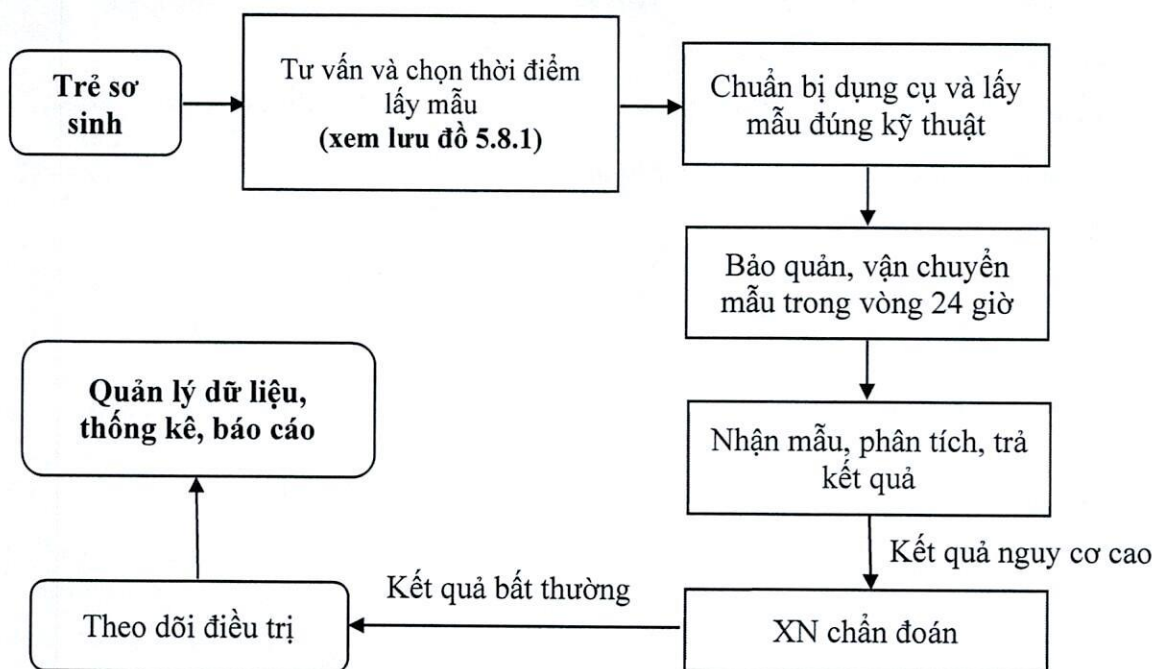 Trẻ sơ
sinh
Tư vấn và chọn thời điểm
lấy mẫu
(xem lưu đồ 5.8.1)
Chuẩn bị dụng cụ và lấy
mẫu đúng kỹ thuật
Bảo quản, vận chuyển
mẫu trong vòng 24 giờ
Nhận mẫu, phân tích, trả
kết quả
Kết quả nguy cơ cao
XN chẩn đoán
Kết quả bất thường
Theo dõi điều trị
Quản lý dữ liệu,
thống kê, báo cáo